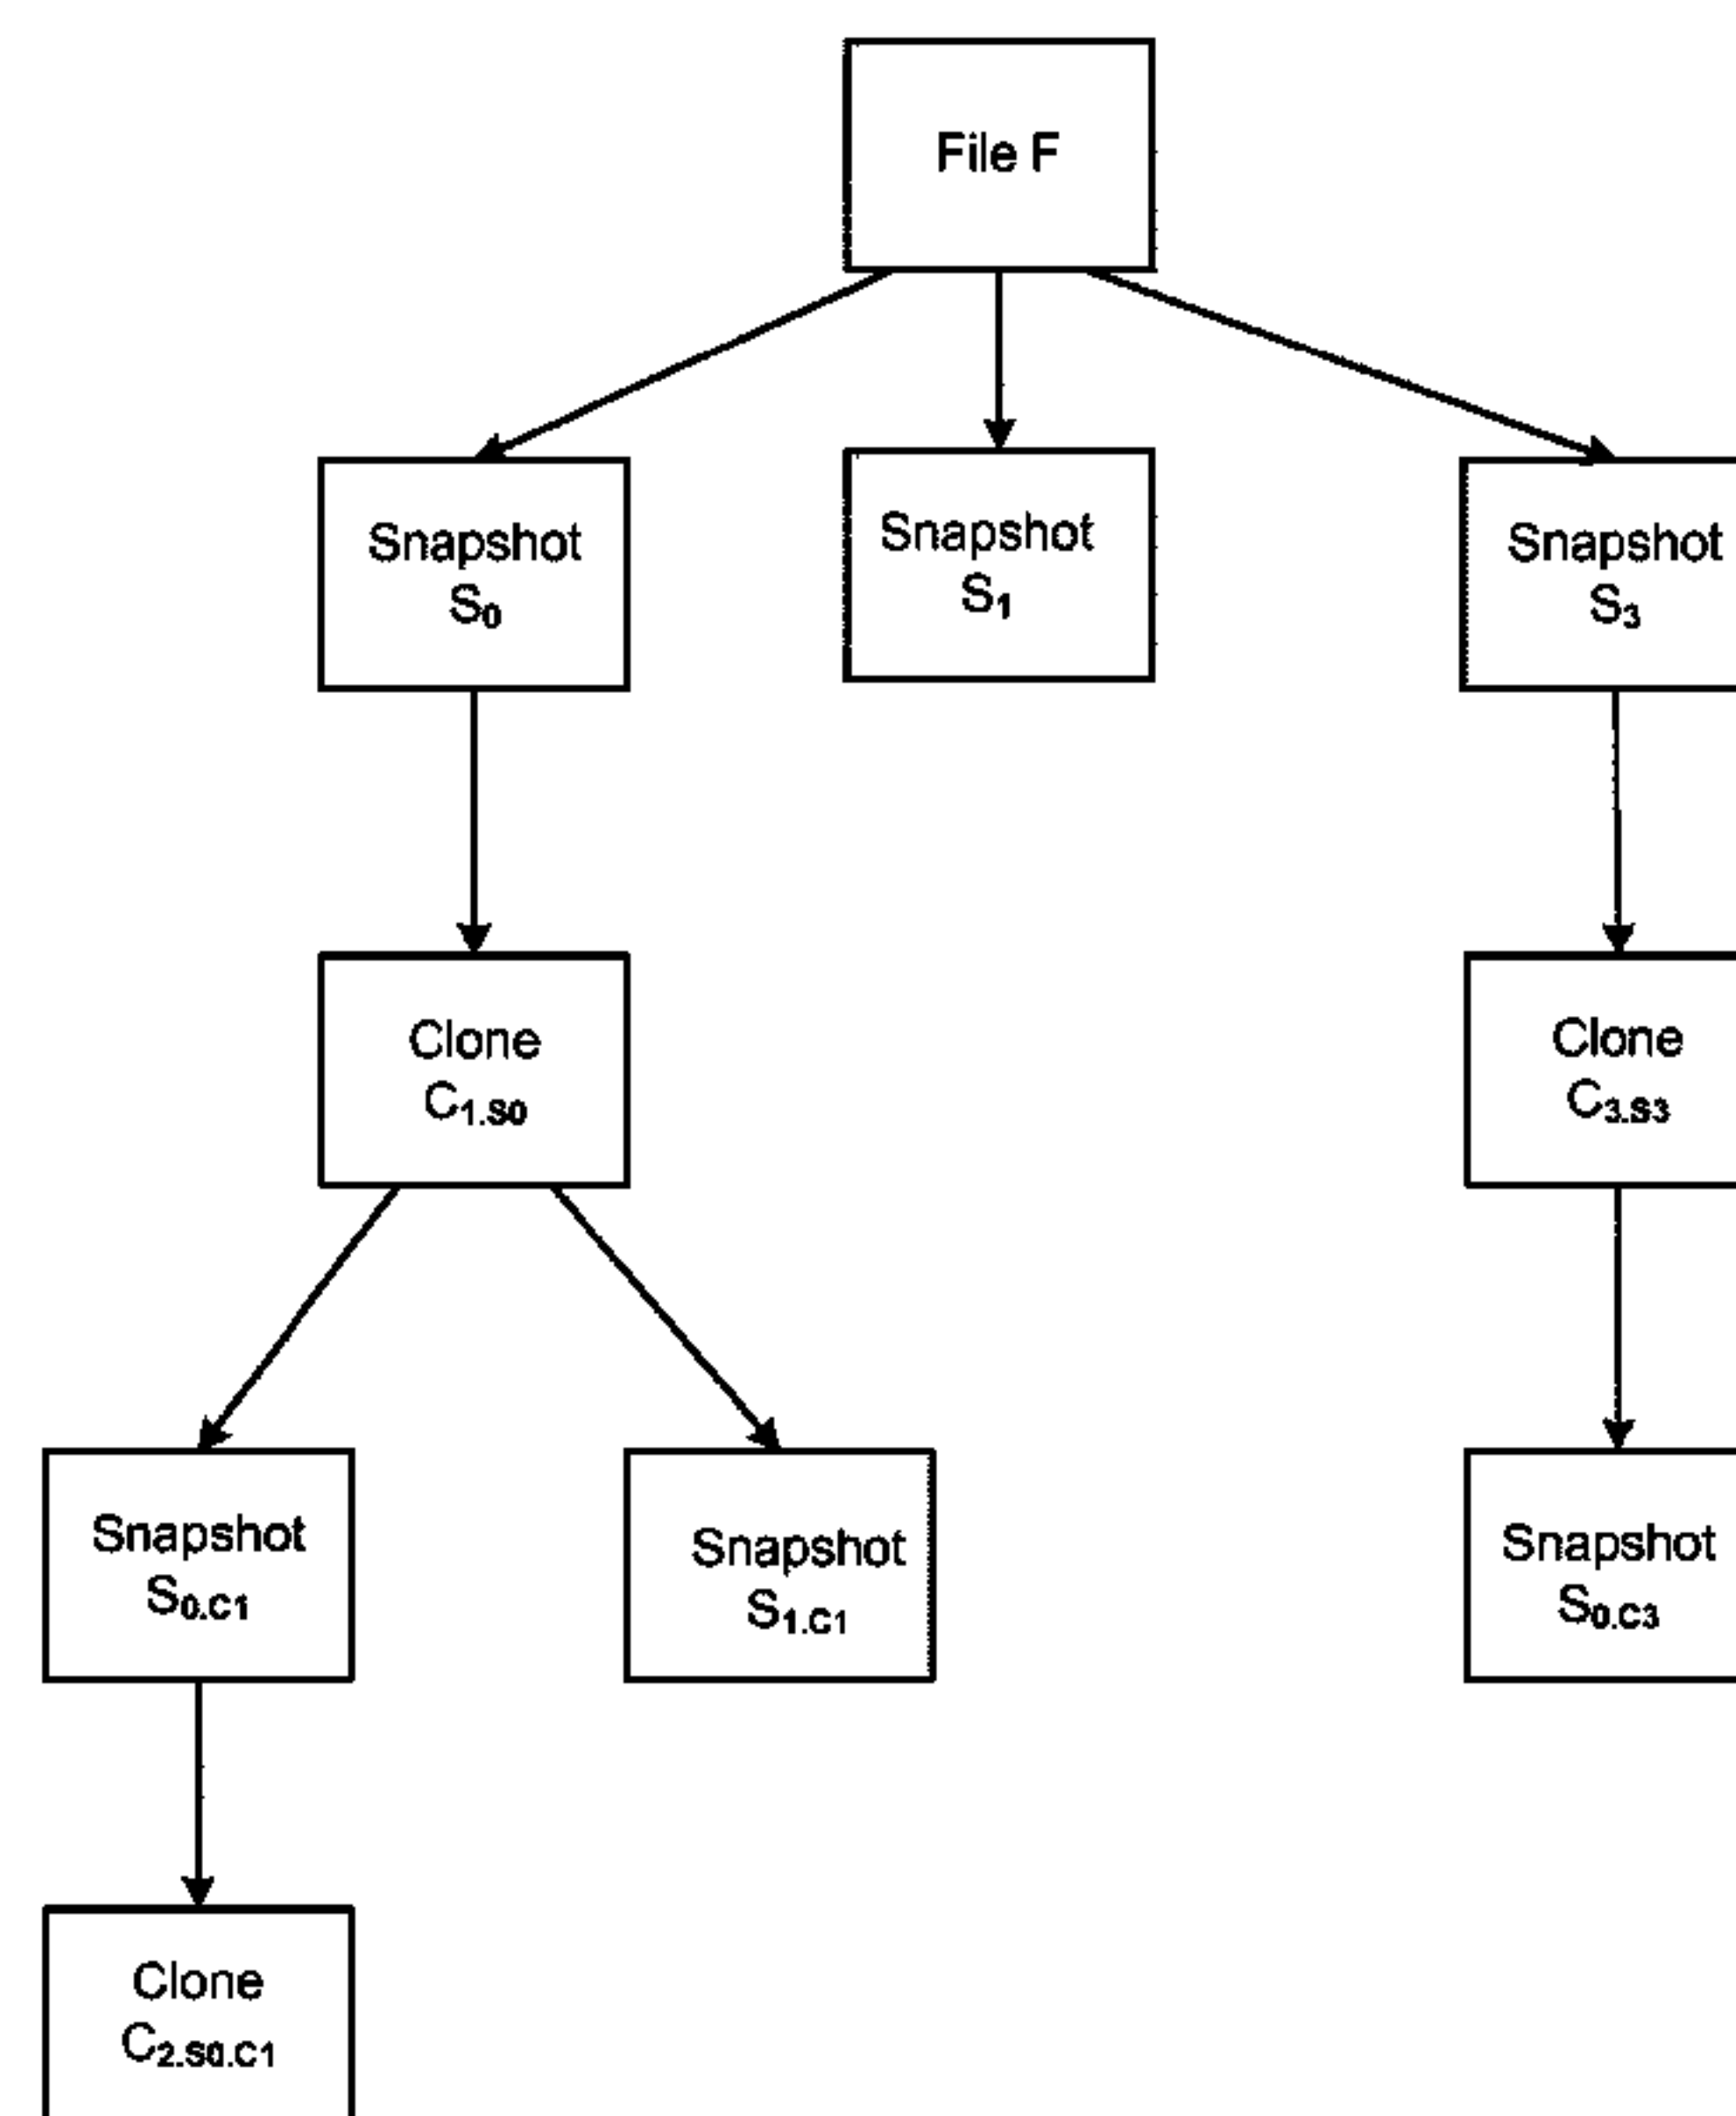 File F
Snapshot
S₀
Snapshot
S₁
Snapshot
S₃
Clone
C₁.S₀
Clone
C₃.S₃
Snapshot
S₀.C₁
Snapshot
S₁.C₁
Snapshot
S₀.C₃
Clone
C₂.S₀.C₁